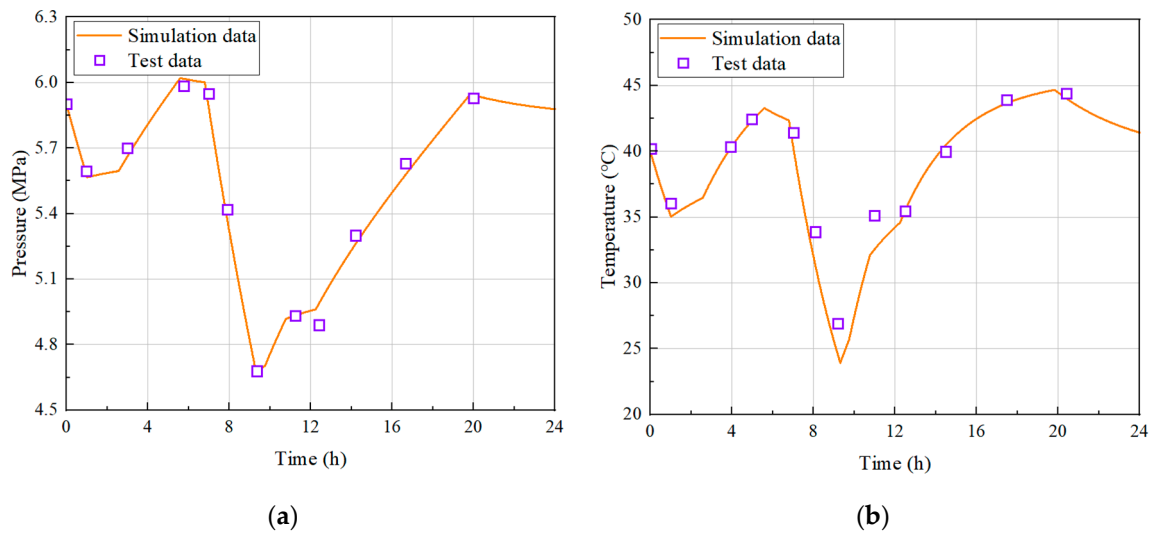 6.3
6.0
5.7
5.4
5.1
4.8
4.5
Pressure (MPa)
Simulation data
Test data
0 4 8 12 16 20 24
Time (h)
(a)
50
45
40
35
30
25
20
Temperature (℃)
Simulation data
Test data
0 4 8 12 16 20 24
Time (h)
(b)